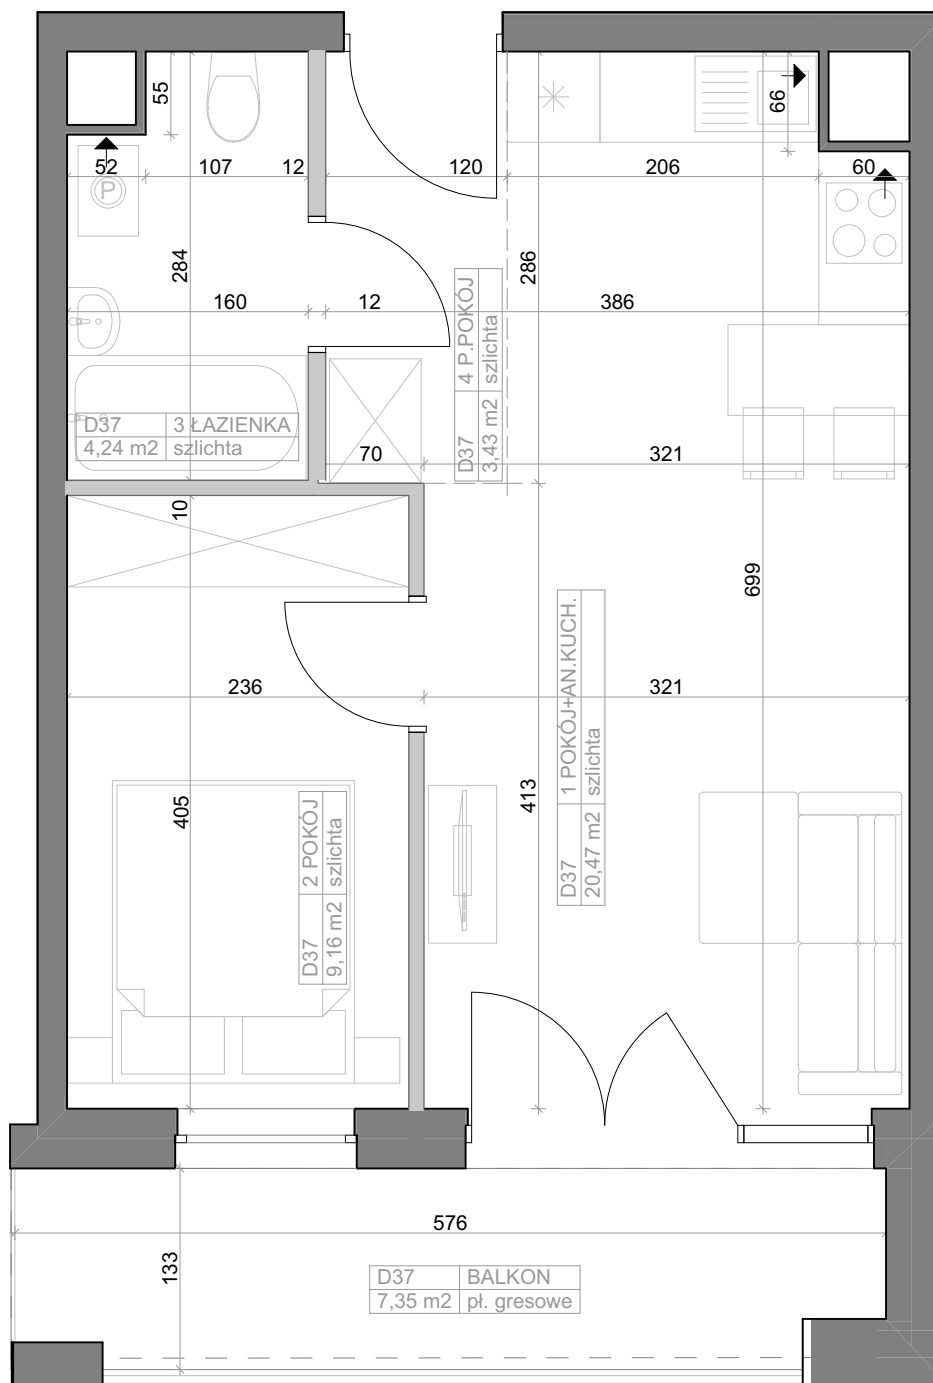 55
66
52
107
12
120
206
60
P
284
286
160
12
386
4 P.POKÓJ
szlichta
D37
3,43 m2
D37
3 ŁAZIENKA
4,24 m2
szlichta
70
321
10
699
236
321
1 POKÓJ+AN.KUCH.
szlichta
D37
20,47 m2
405
413
2 POKÓJ
szlichta
D37
9,16 m2
576
133
D37
BALKON
7,35 m2
pł. gresowe